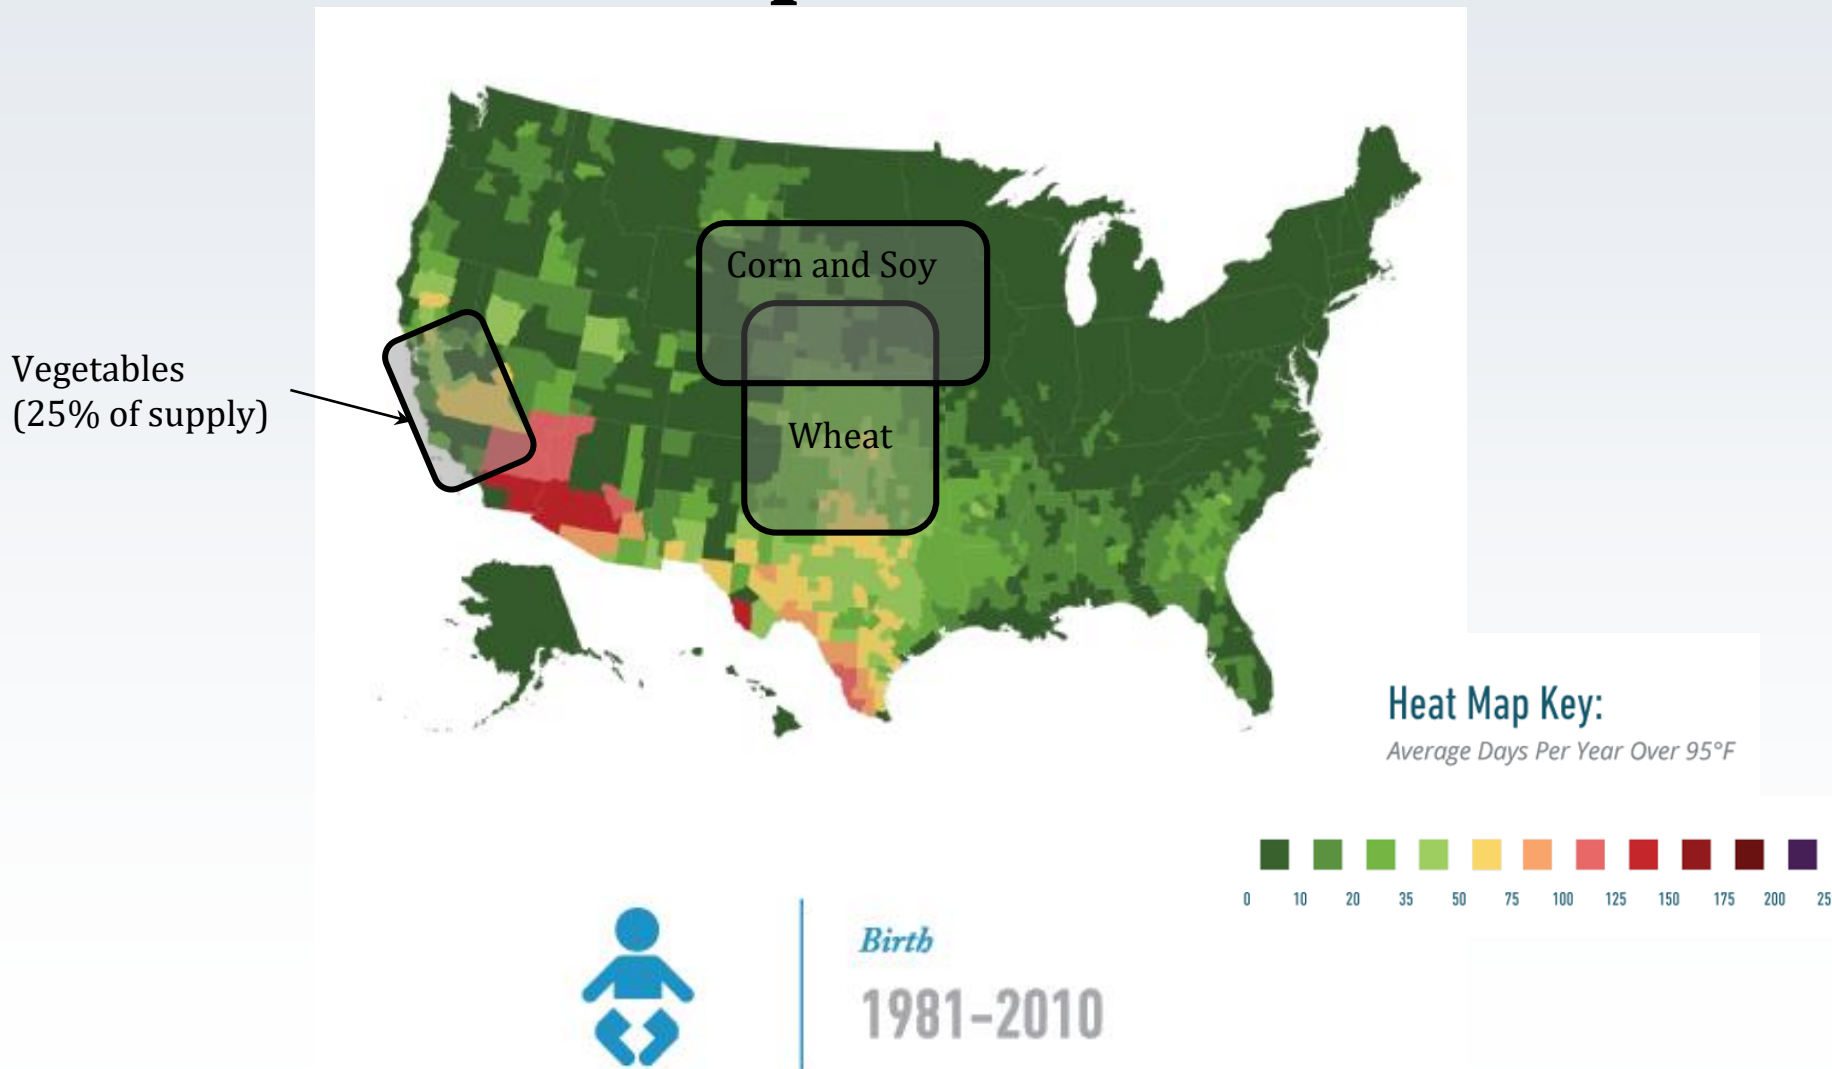 Corn and Soy
Vegetables
(25% of supply)
Wheat
Heat Map Key:
Average Days Per Year Over 95°F
0 10 20 35 50 75 100 125 150 175 200 25
Birth
1981–2010